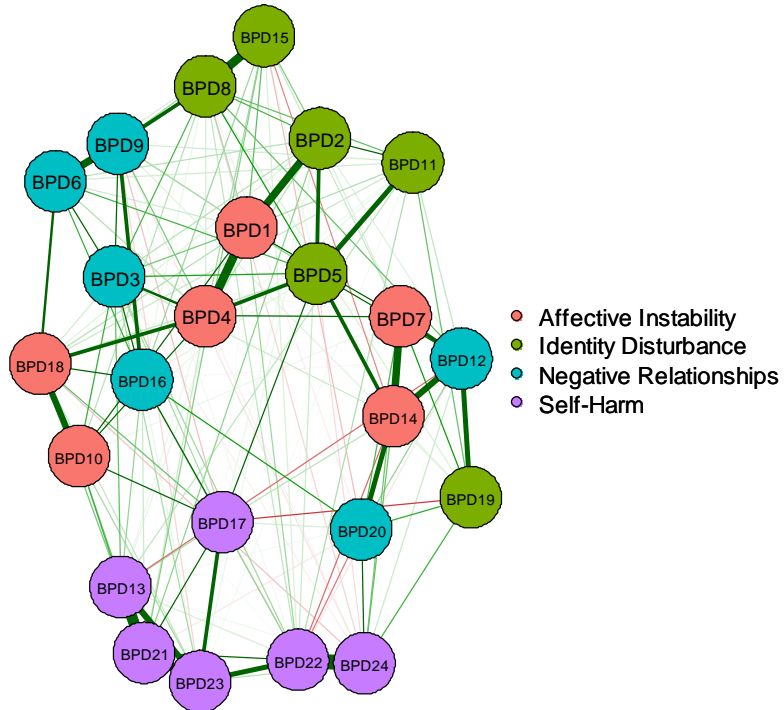 BPD15
BPD8
BPD2
BPD9
BPD11
BPD6
BPD1
BPD5
BPD3
BPD4
BPD7
BPD18
BPD16
BPD12
BPD14
BPD10
BPD19
BPD17
BPD20
BPD13
BPD21
BPD23
BPD22
BPD24
Affective Instability
Identity Disturbance
Negative Relationships
Self-Harm